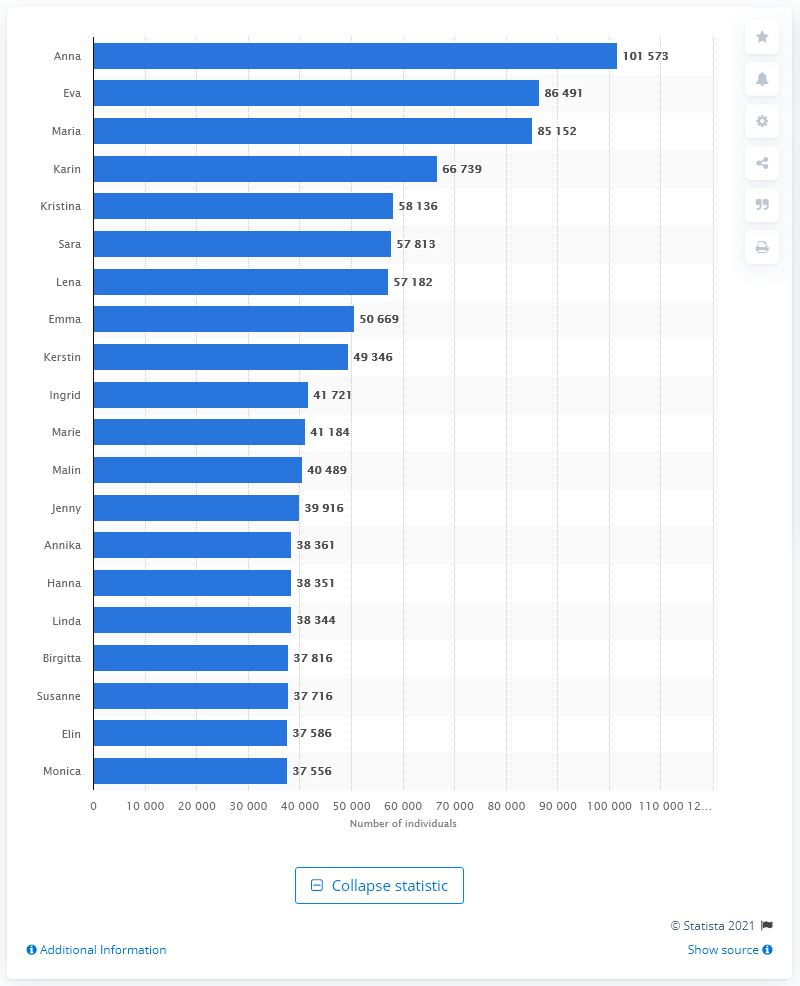 Anna 101 573
Eva 86 491
Maria 85 152
Karin 66 739
Kristina 58 136
Sara 57 813
Lena 57 182
Emma 50 669
Kerstin 49 346
Ingrid 41 721
Marie 41 184
Malin 40 489
Jenny 39 916
Annika 38 361
Hanna 38 351
Linda 38 344
Birgitta 37 816
Susanne 37 716
Elin 37 586
Monica 37 556
0 10 000 20 000 30 000 40 000 50 000 60 000 70 000 80 000 90 000 100 000 110 000 12...
Number of individuals
Collapse statistic
© Statista 2021
Additional Information Show source